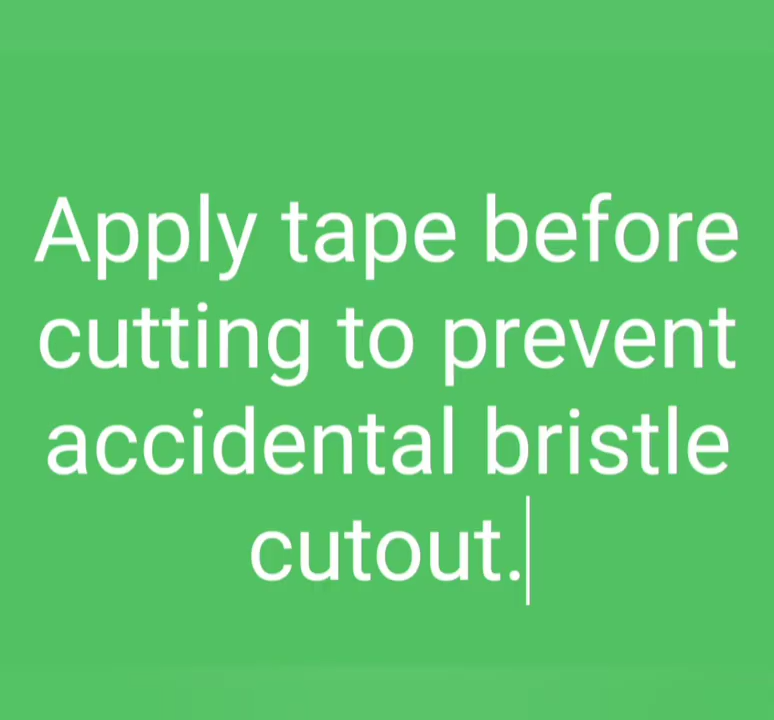 Apply tape before
cutting to prevent
accidental bristle
cutout.